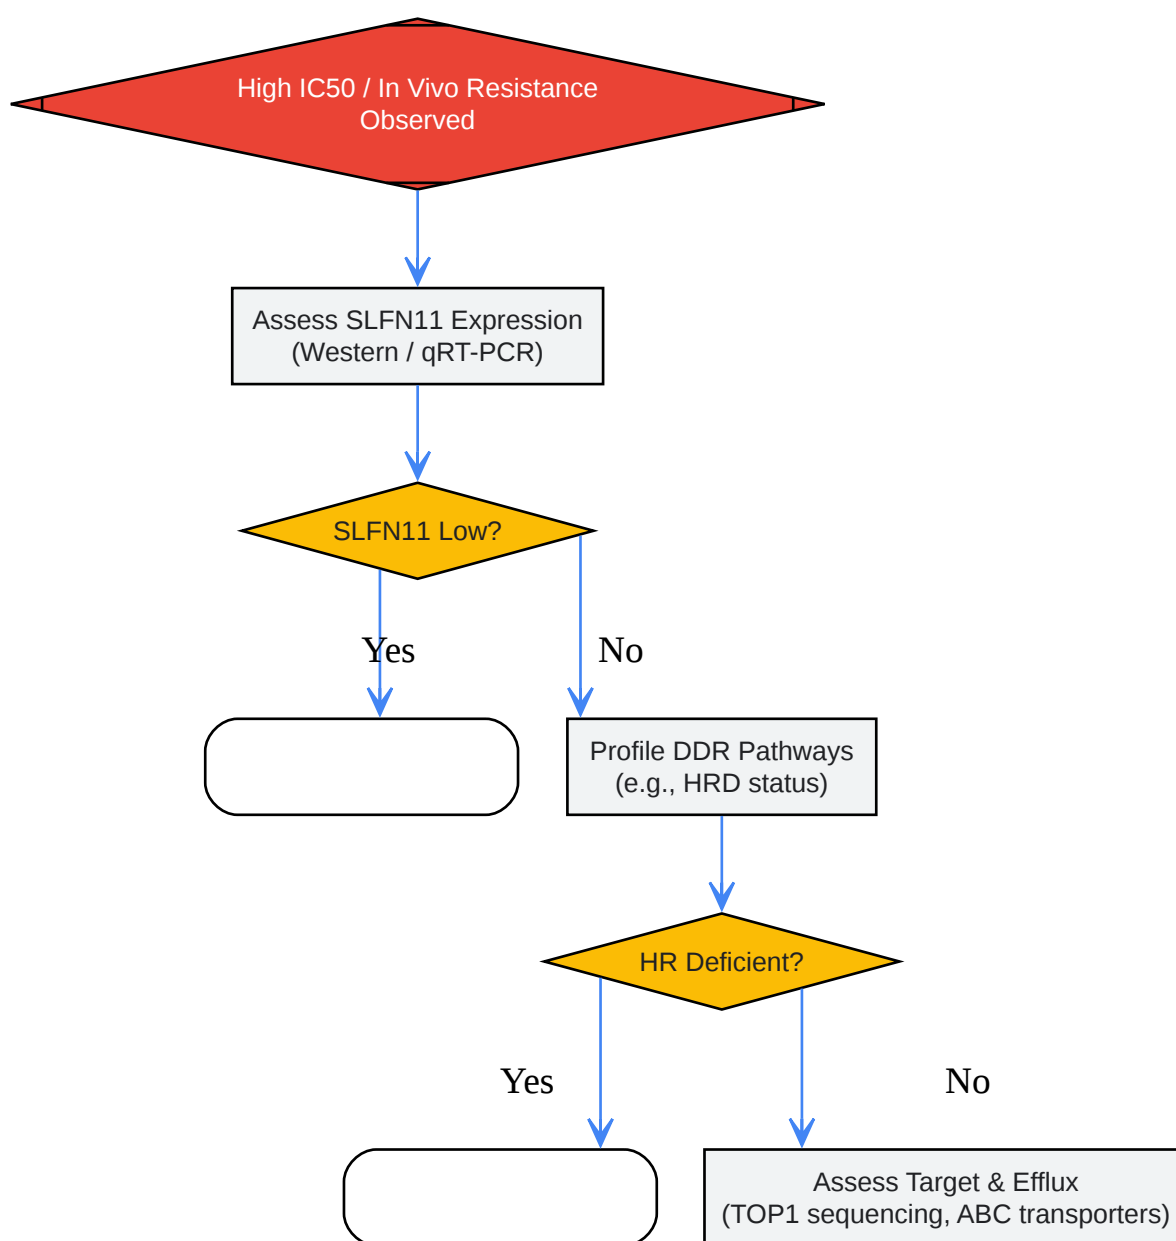 High IC50 / In Vivo Resistance
Observed
Assess SLFN11 Expression
(Western / qRT-PCR)
SLFN11 Low?
Yes
No
Profile DDR Pathways
(e.g., HRD status)
HR Deficient?
Yes
No
Assess Target & Efflux
(TOP1 sequencing, ABC transporters)